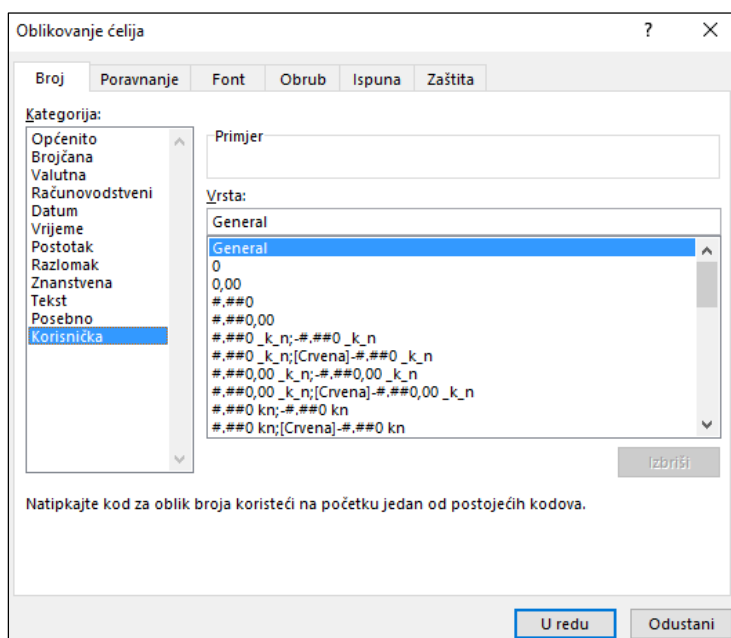 Oblikovanje ćelija ? ×
Broj Poravnanje Font Obrub Ispuna Zaštita
Kategorija:
Općenito
Brojčana
Valutna
Računovodstveni
Datum
Vrijeme
Postotak
Razlomak
Znanstvena
Tekst
Posebno
Korisnička
Primjer
Vrsta:
General
General
0
0,00
#.##0
#.##0,00
#.##0 _k_n;-#.##0 _k_n
#.##0 _k_n;[Crvena]-#.##0 _k_n
#.##0,00 _k_n;-#.##0,00 _k_n
#.##0,00 _k_n;[Crvena]-#.##0,00 _k_n
#.##0 kn;-#.##0 kn
#.##0 kn;[Crvena]-#.##0 kn
Izbriši
Natipkajte kod za oblik broja koristeći na početku jedan od postojećih kodova.
U redu Odustani